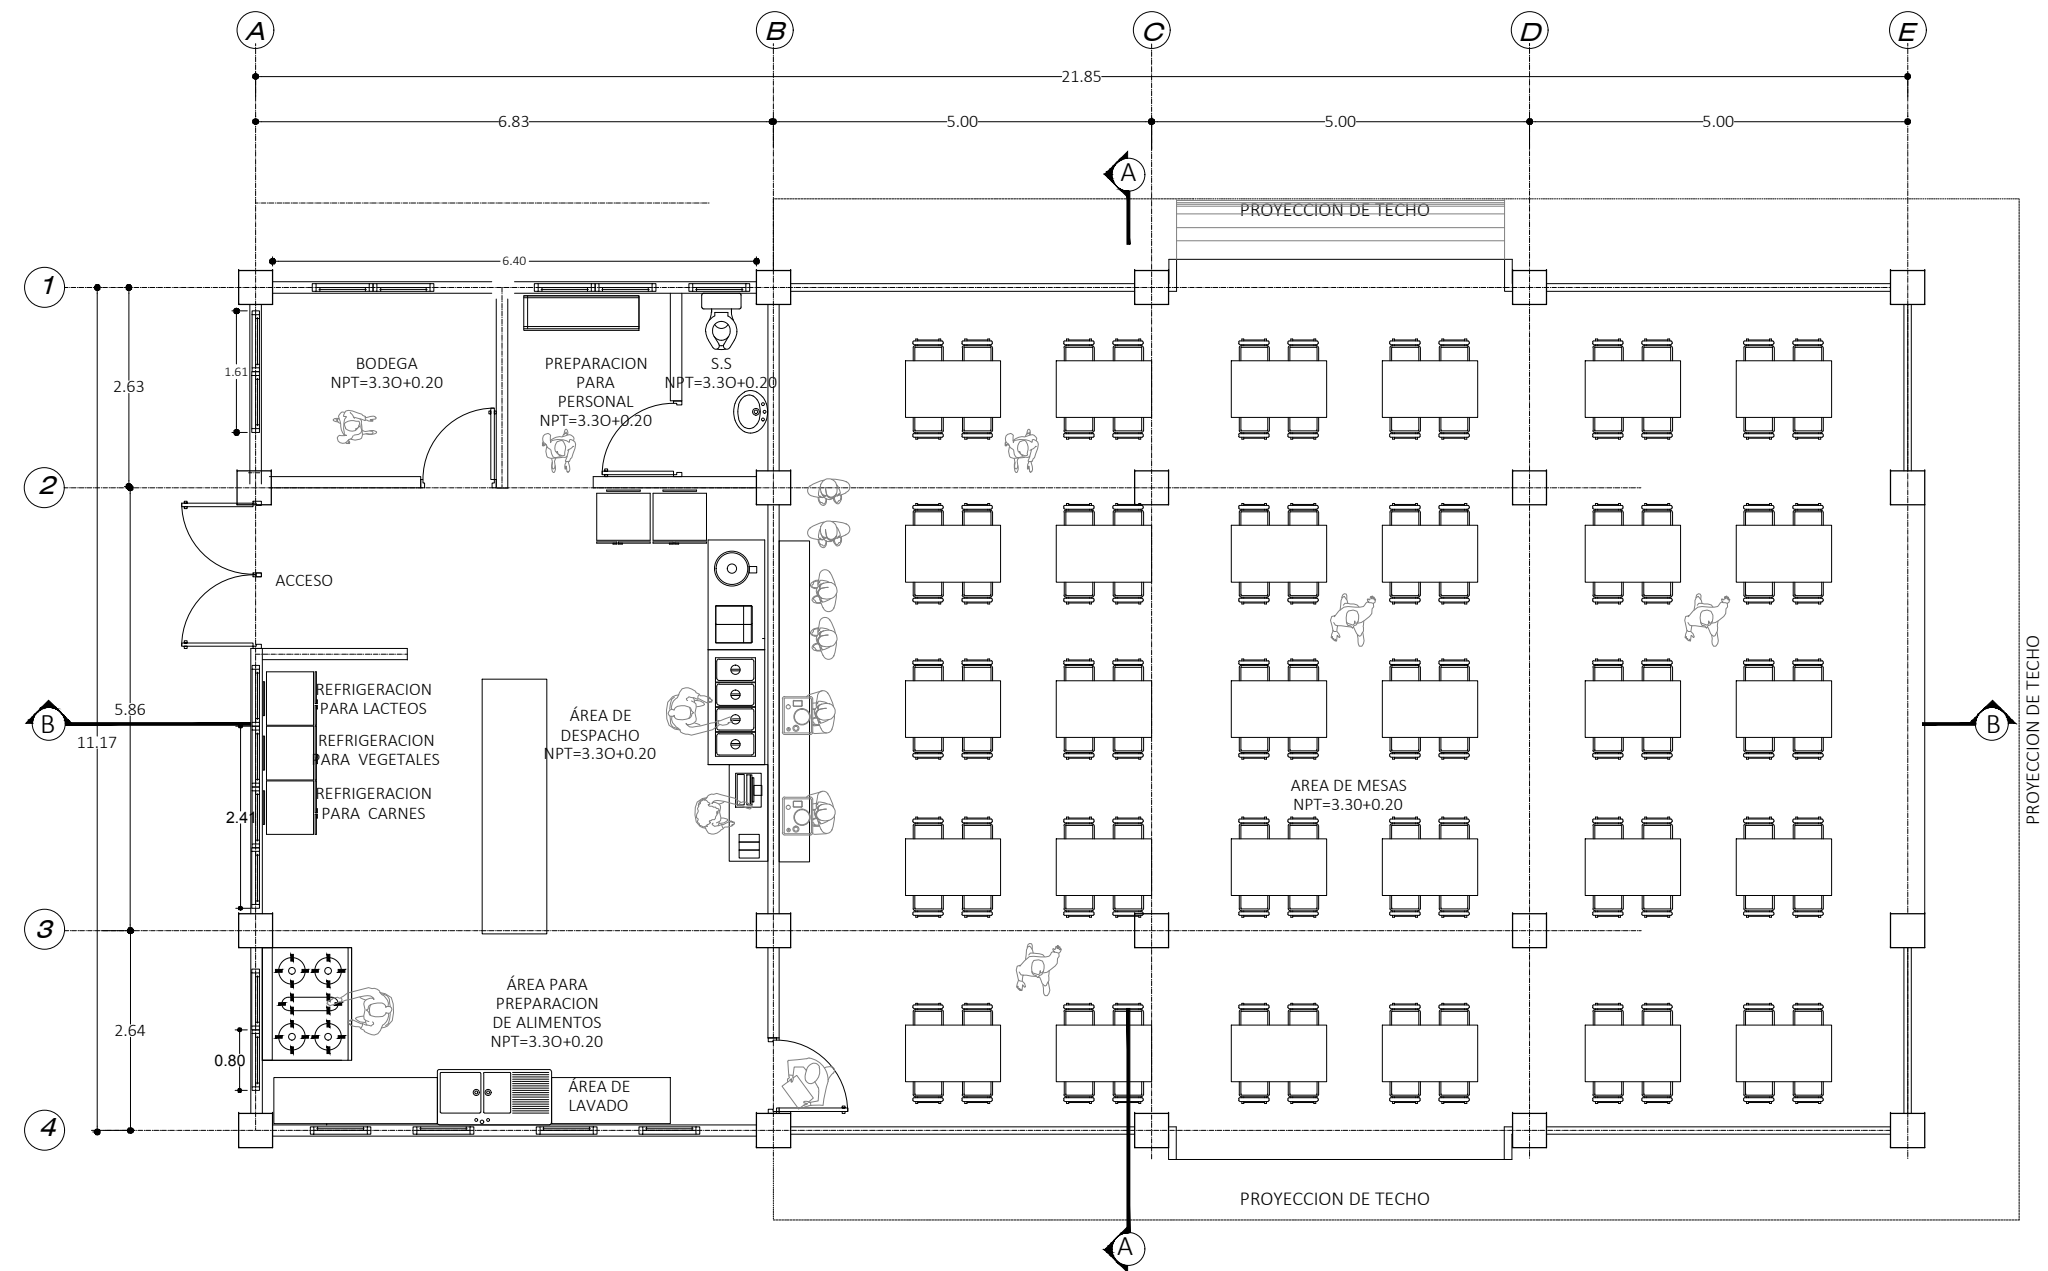 A
B
C
D
E
21.85
6.83
5.00
5.00
5.00
A
PROYECCION DE TECHO
6.40
1
2.63
1.61
BODEGA
NPT=3.3O+0.20
PREPARACION
PARA
PERSONAL
NPT=3.3O+0.20
S.S
NPT=3.3O+0.20
2
ACCESO
5.86
11.17
B
REFRIGERACION
PARA LACTEOS
REFRIGERACION
PARA VEGETALES
REFRIGERACION
PARA CARNES
2.41
ÁREA DE
DESPACHO
NPT=3.3O+0.20
AREA DE MESAS
NPT=3.30+0.20
B
PROYECCION DE TECHO
3
2.64
0.80
ÁREA PARA
PREPARACION
DE ALIMENTOS
NPT=3.3O+0.20
ÁREA DE
LAVADO
4
PROYECCION DE TECHO
A